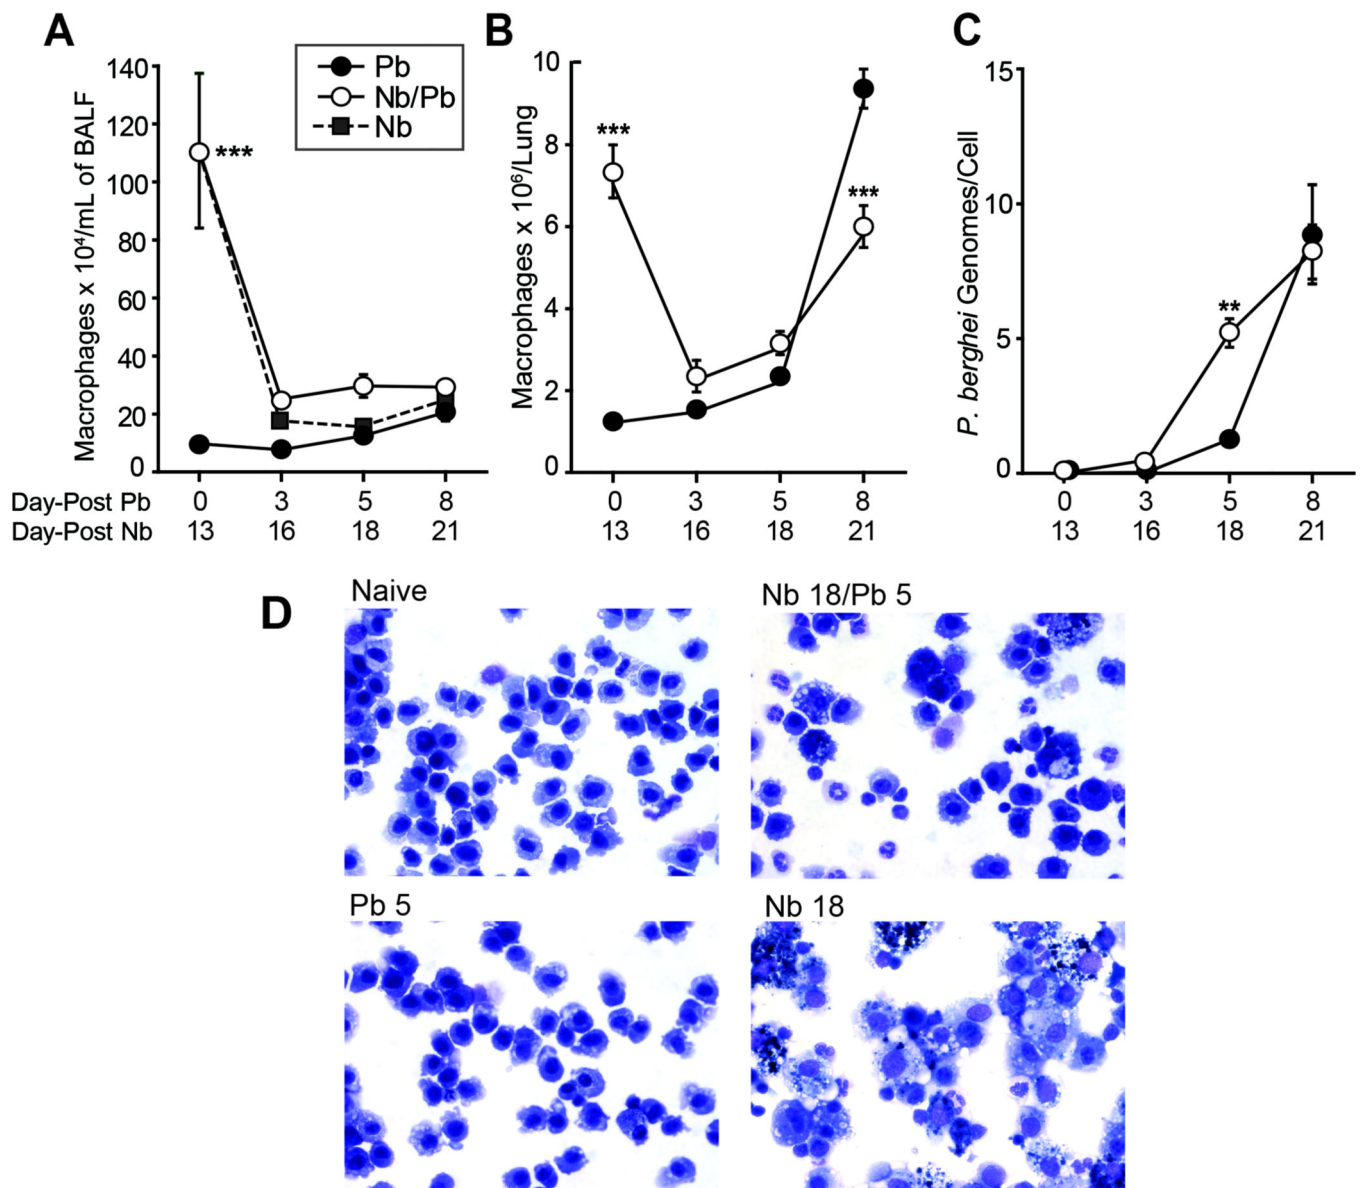 A
Macrophages x 10⁴/mL of BALF
140
120
100
80
60
40
20
0
***
Pb
Nb/Pb
Nb
Day-Post Pb 0 3 5 8
Day-Post Nb 13 16 18 21
B
Macrophages x 10⁶/Lung
10
8
6
4
2
0
***
***
0 3 5 8
13 16 18 21
C
P. berghei Genomes/Cell
15
10
5
0
**
0 3 5 8
13 16 18 21
D
Naive
Nb 18/Pb 5
Pb 5
Nb 18